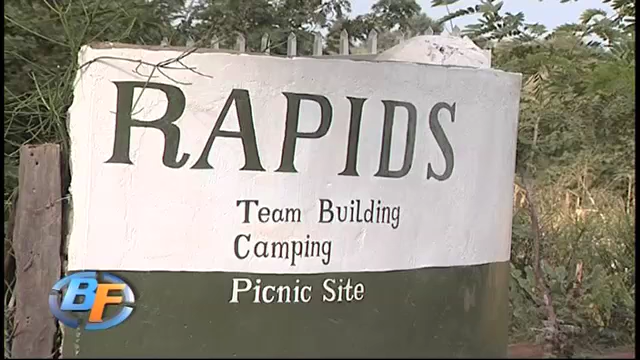 RAPIDS
Team Building
Camping
Picnic Site
BF